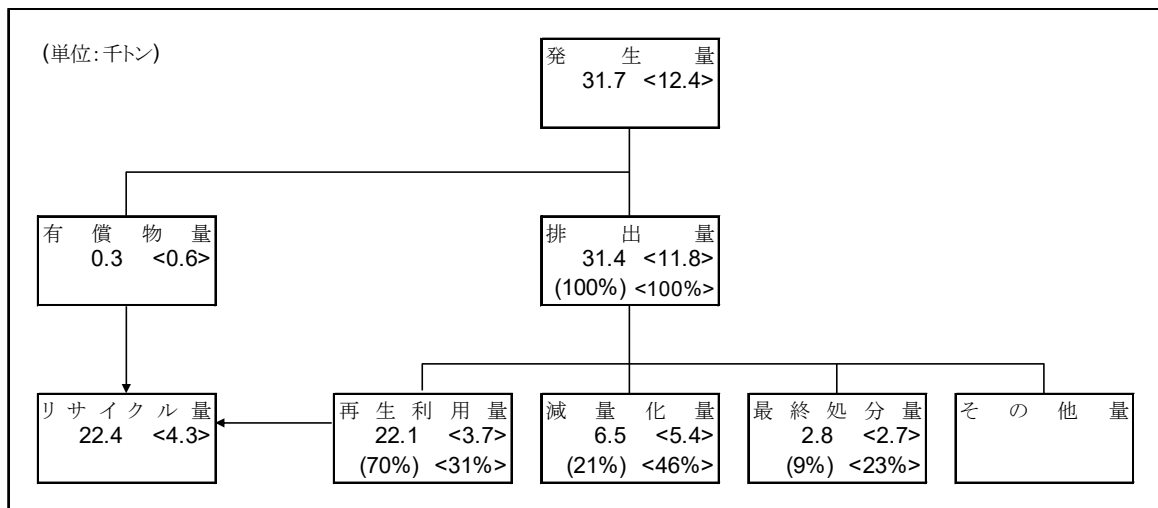 (単位:千トン)
発生量
31.7 <12.4>
有償物量
0.3 <0.6>
排出量
31.4 <11.8>
(100%) <100%>
リサイクル量
22.4 <4.3>
再生利用量
22.1 <3.7>
(70%) <31%>
減量化量
6.5 <5.4>
(21%) <46%>
最終処分量
2.8 <2.7>
(9%) <23%>
その他量